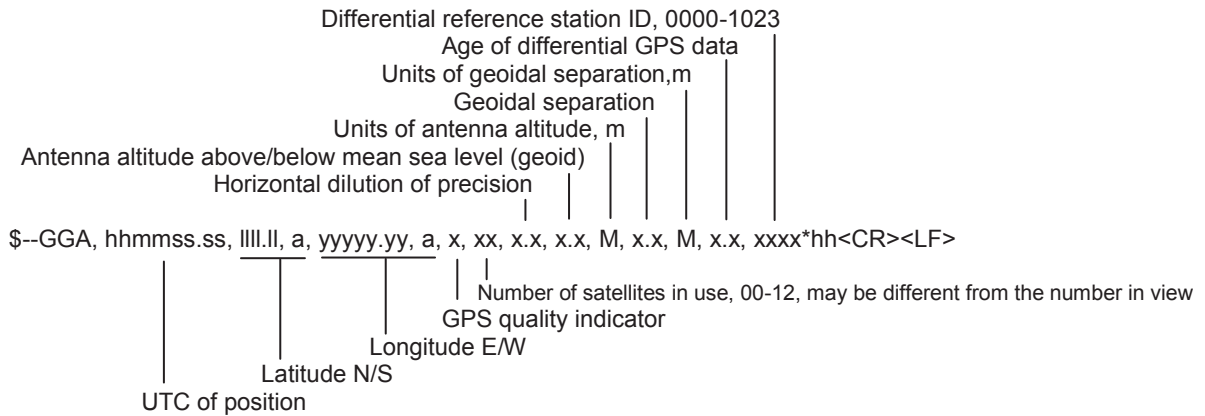 Differential reference station ID, 0000-1023
Age of differential GPS data
Units of geoidal separation,m
Geoidal separation
Units of antenna altitude, m
Antenna altitude above/below mean sea level (geoid)
Horizontal dilution of precision
$--GGA, hhmmss.ss, llll.ll, a, yyyyy.yy, a, x, xx, x.x, x.x, M, x.x, M, x.x, xxxx*hh<CR><LF>
Number of satellites in use, 00-12, may be different from the number in view
GPS quality indicator
Longitude E/W
Latitude N/S
UTC of position